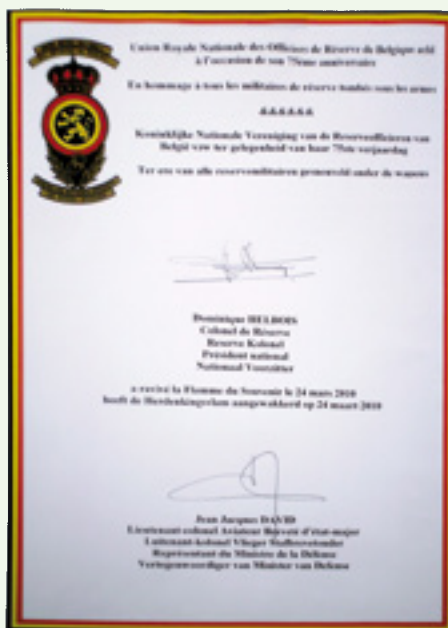 Union Royale Nationale des Officiers de Réserve de Belgique asbl
à l'occasion de son 75ème anniversaire
En hommage à tous les militaires de réserve tombés sous les armes
&&&&&&
Koninklijke Nationale Vereniging van de Reserveofficieren van
België vzw ter gelegenheid van haar 75ste verjaardag
Ter ere van alle reservemilitairen gesneuveld onder de wapens
Dominique HELBOIS
Colonel de Réserve
Reserve Kolonel
Président national
Nationaal Voorzitter
a ravivé la Flamme du Souvenir le 24 mars 2010
heeft de Herdenkingsvlam aangewakkerd op 24 maart 2010
Jean Jacques DAVID
Lieutenant-colonel Aviateur Breveté d'état-major
Luitenant-kolonel Vlieger Stafbrevethouder
Représentant du Ministre de la Défense
Vertegenwoordiger van Minister van Defensie